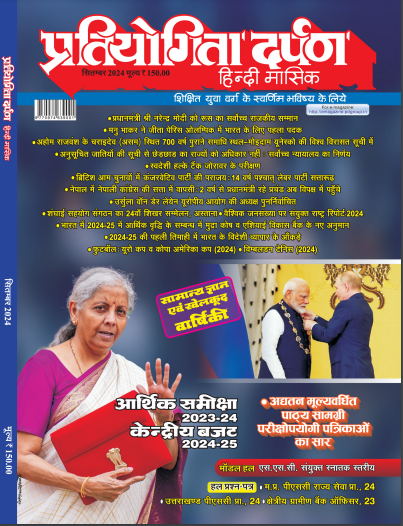 प्रतियोगिता दर्पण
सितम्बर 2024 मूल्य ₹ 150.00
हिन्दी मासिक
शिक्षित युवा वर्ग के स्वर्णिम भविष्य के लिये
For e-magazine
• प्रधानमंत्री श्री नरेन्द्र मोदी को रूस का सर्वोच्च राजकीय सम्मान
• मनु भाकर ने जीता पेरिस ओलम्पिक में भारत के लिए पहला पदक
• अहोम राजवंश के चराइदेव (असम) स्थित 700 वर्ष पुराने समाधि स्थल-मोइदाम यूनेस्को की विश्व विरासत सूची में
• अनुसूचित जातियों की सूची से छेड़छाड़ का राज्यों को अधिकार नहीं : सर्वोच्च न्यायालय का निर्णय
• स्वदेशी हल्के टैंक जोरावर के परीक्षण
• ब्रिटिश आम चुनावों में कंजरवेटिव पार्टी की पराजय : 14 वर्ष पश्चात् लेबर पार्टी सत्तारूढ़
• नेपाल में नेपाली कांग्रेस की सत्ता में वापसी : 2 वर्ष से प्रधानमंत्री रहे प्रचंड अब विपक्ष में पहुँचे
• उर्सुला वॉन डेर लेयेन यूरोपीय आयोग की अध्यक्ष पुनर्निर्वाचित
• शंघाई सहयोग संगठन का 24वाँ शिखर सम्मेलन, अस्ताना • वैश्विक जनसंख्या पर संयुक्त राष्ट्र रिपोर्ट 2024
• भारत में 2024-25 में आर्थिक वृद्धि के सम्बन्ध में मुद्रा कोष व एशियाई विकास बैंक के नए अनुमान
• 2024-25 की पहली तिमाही में भारत के विदेशी व्यापार के आँकड़े
• फुटबॉल : यूरो कप व कोपा अमेरिका कप (2024) • विम्बलडन टेनिस (2024)
सामान्य ज्ञान
एवं खेलकूद
वार्षिकी
आर्थिक समीक्षा
2023-24
केन्द्रीय बजट
2024-25
• अद्यतन मूल्यवर्धित
पाठ्य सामग्री
परीक्षोपयोगी पत्रिकाओं
का सार
मॉडल हल एस.एस.सी. संयुक्त स्नातक स्तरीय
हल प्रश्न-पत्र • म.प्र. पीएससी राज्य सेवा प्रा., 24
• उत्तराखण्ड पीएससी प्रा., 24 • क्षेत्रीय ग्रामीण बैंक ऑफिसर, 23
प्रतियोगिता दर्पण हिन्दी मासिक
सितम्बर 2024
मूल्य ₹ 150.00